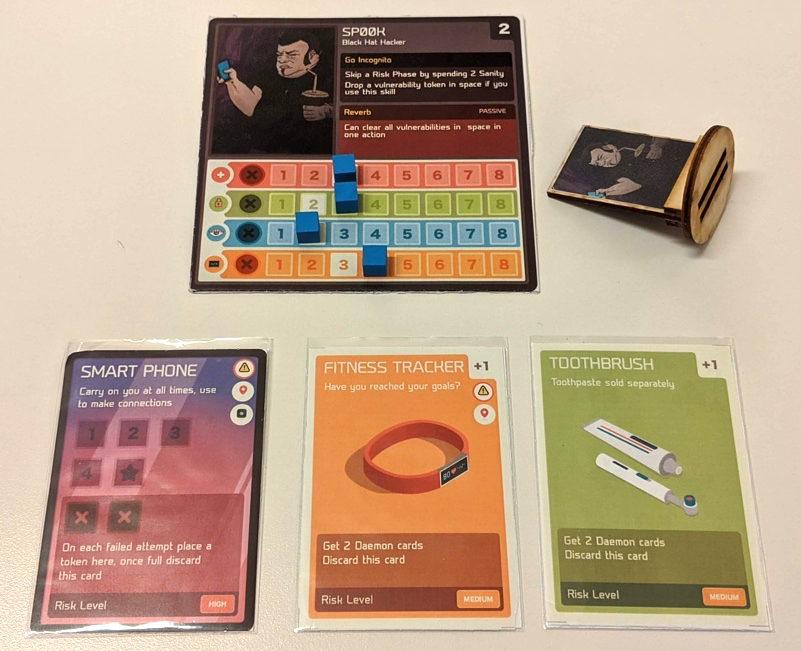 SPØØK
2
Black Hat Hacker
Go Incognito
Skip a Risk Phase by spending 2 Sanity
Drop a vulnerability token in space if you
use this skill
Reverb
PASSIVE
Can clear all vulnerabilities in space in
one action
1 2 4 5 6 7 8
1 2 4 5 6 7 8
1 3 4 5 6 7 8
1 2 3 5 6 7 8
SMART PHONE
Carry on you at all times, use
to make connections
1 2 3
4
On each failed attempt place a
token here, once full discard
this card
Risk Level
HIGH
FITNESS TRACKER
+1
Have you reached your goals?
80
Get 2 Daemon cards
Discard this card
Risk Level
MEDIUM
TOOTHBRUSH
+1
Toothpaste sold separately
Get 2 Daemon cards
Discard this card
Risk Level
MEDIUM